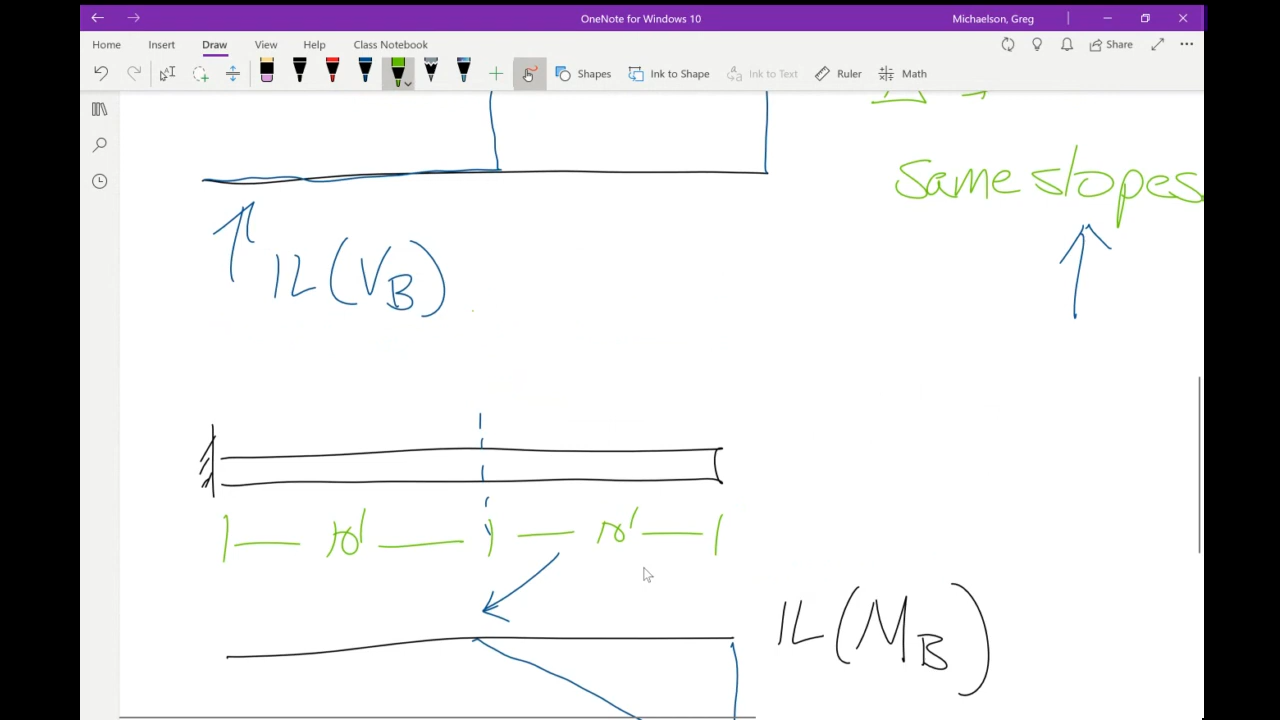 OneNote for Windows 10
Michaelson, Greg
Home Insert Draw View Help Class Notebook
Share
Shapes Ink to Shape Ink to Text Ruler Math
same slopes
IL(VB)
10' 10'
IL(MB)